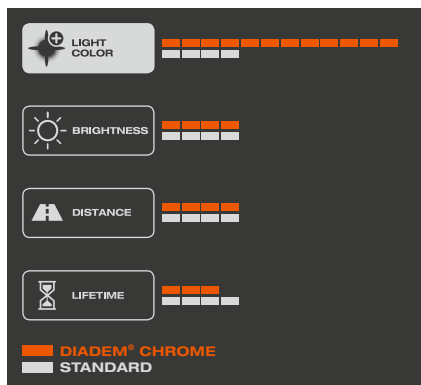 LIGHT
COLOR
BRIGHTNESS
DISTANCE
LIFETIME
DIADEM® CHROME
STANDARD